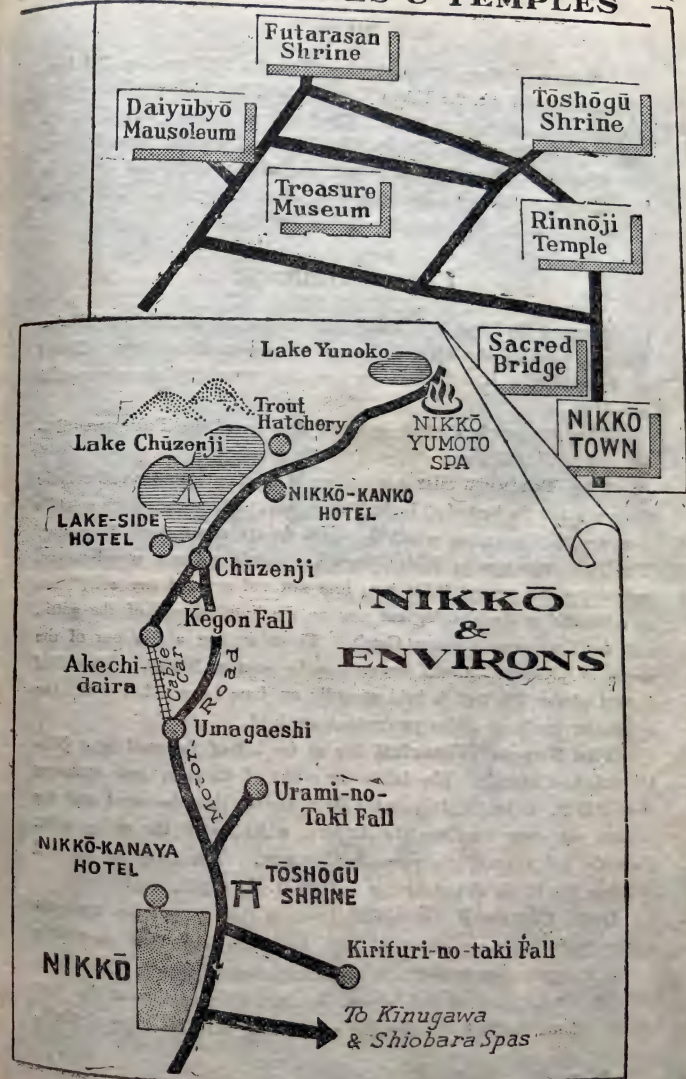 & TEMPLES
Futarasan
Shrine
Daiyūbyō
Mausoleum
Tōshōgū
Shrine
Treasure
Museum
Rinnōji
Temple
Sacred
Bridge
NIKKŌ
TOWN
Lake Yunoko
Trout
Hatchery
NIKKŌ
YUMOTO
SPA
Lake Chūzenji
NIKKŌ-KANKO
HOTEL
LAKE-SIDE
HOTEL
Chūzenji
Kegon Fall
NIKKŌ
&
ENVIRONS
Akechi-
daira
Cable
Car
Motor-Road
Umagaeshi
Urami-no-
Taki Fall
NIKKŌ-KANAYA
HOTEL
TŌSHŌGŪ
SHRINE
NIKKŌ
Kirifuri-no-taki Fall
To Kinugawa
& Shiobara Spas